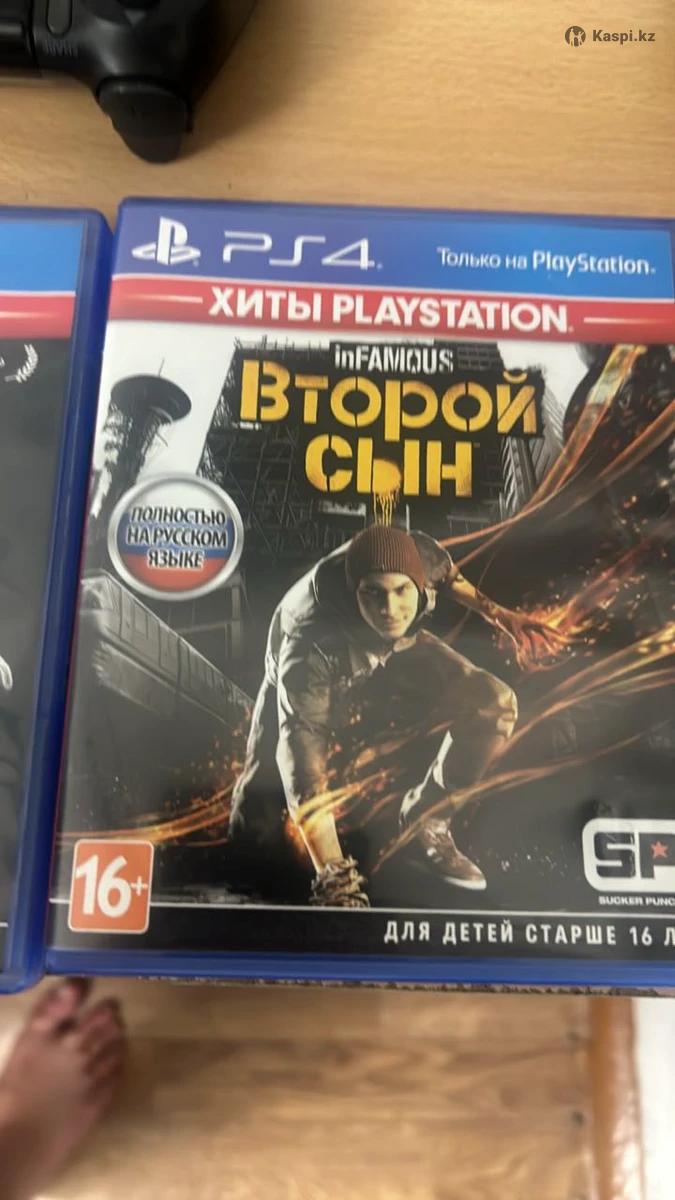 Kaspi.kz
PS4
Только на PlayStation.
ХИТЫ PLAYSTATION
inFAMOUS
ВТОРОЙ
СЫН
ПОЛНОСТЬЮ
НА РУССКОМ
ЯЗЫКЕ
16+
SP
SUCKER PUNC
ДЛЯ ДЕТЕЙ СТАРШЕ 16 Л